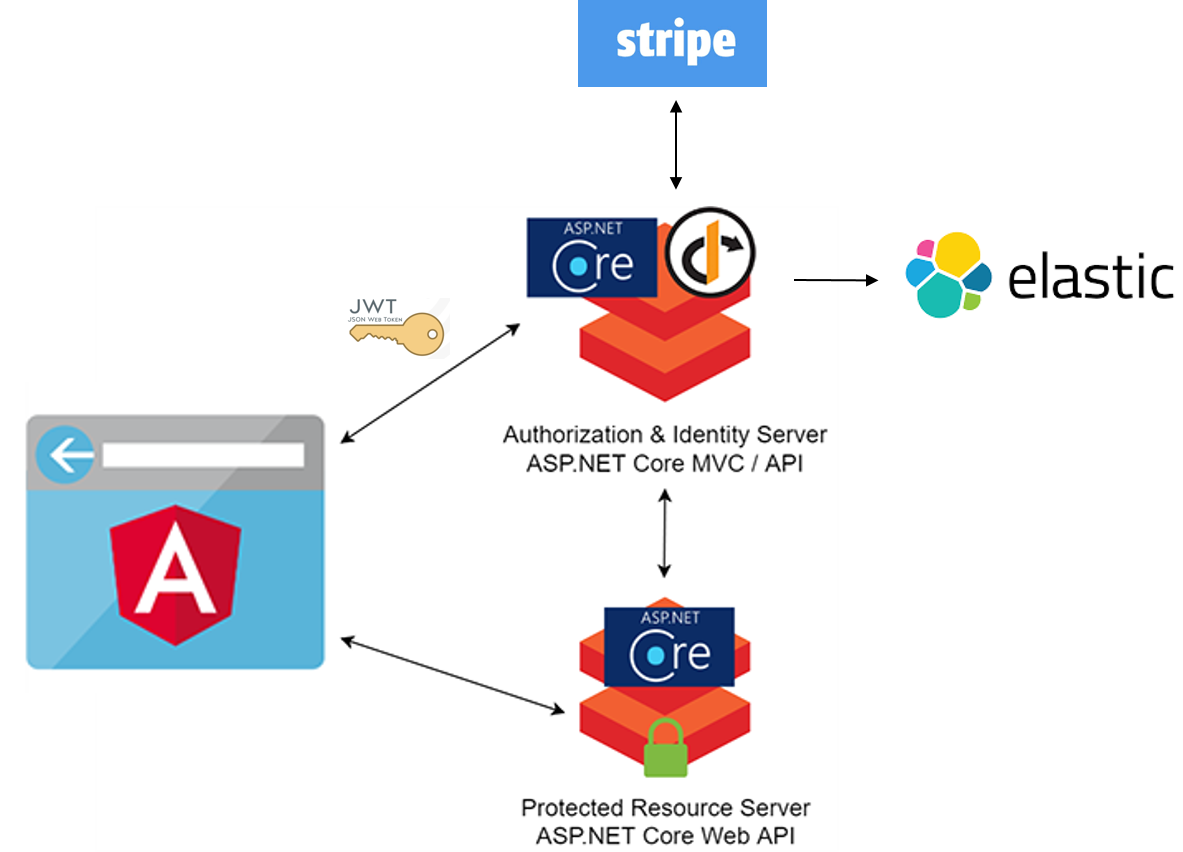 stripe
ASP.NET
Core
elastic
JWT
JSON Web Token
Authorization & Identity Server
ASP.NET Core MVC / API
A
ASP.NET
Core
Protected Resource Server
ASP.NET Core Web API